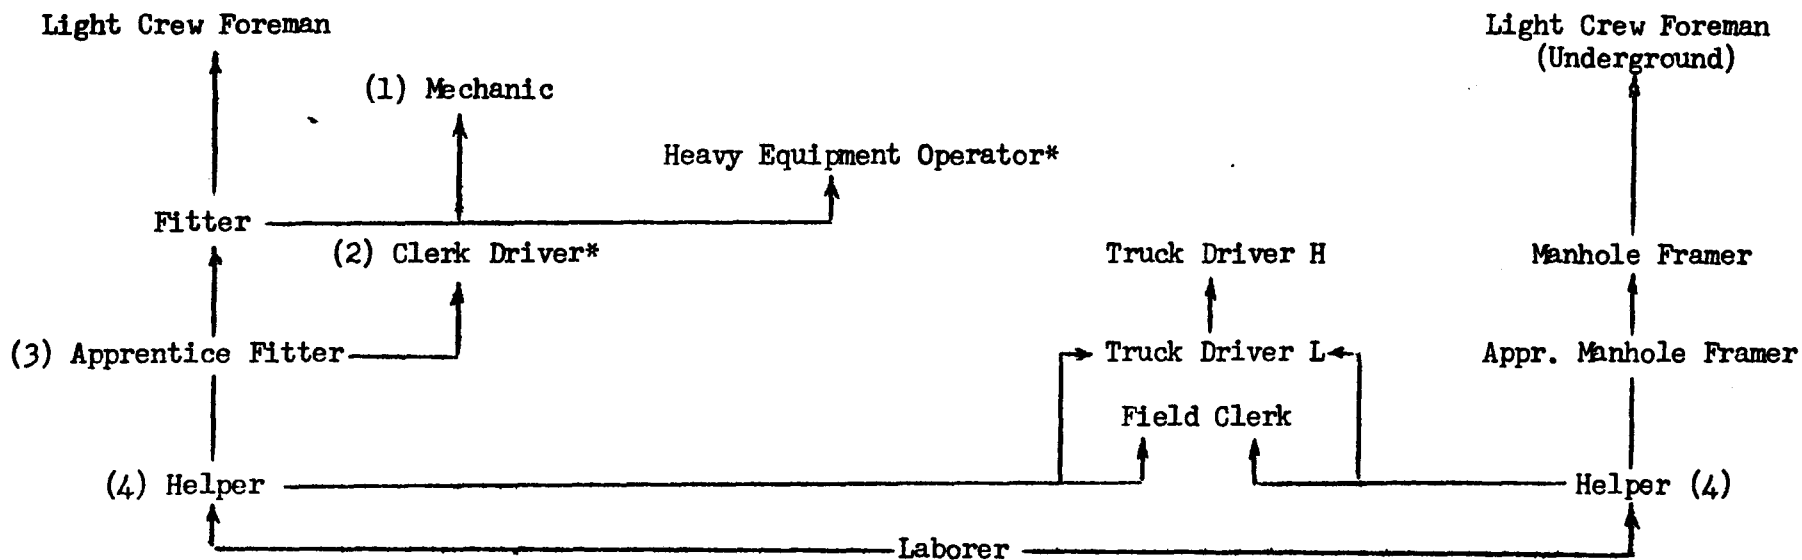 Light Crew Foreman
Light Crew Foreman
(Underground)
(1) Mechanic
Heavy Equipment Operator*
Fitter
(2) Clerk Driver*
Truck Driver H
Manhole Framer
(3) Apprentice Fitter
Truck Driver L
Appr. Manhole Framer
Field Clerk
(4) Helper
Helper (4)
Laborer